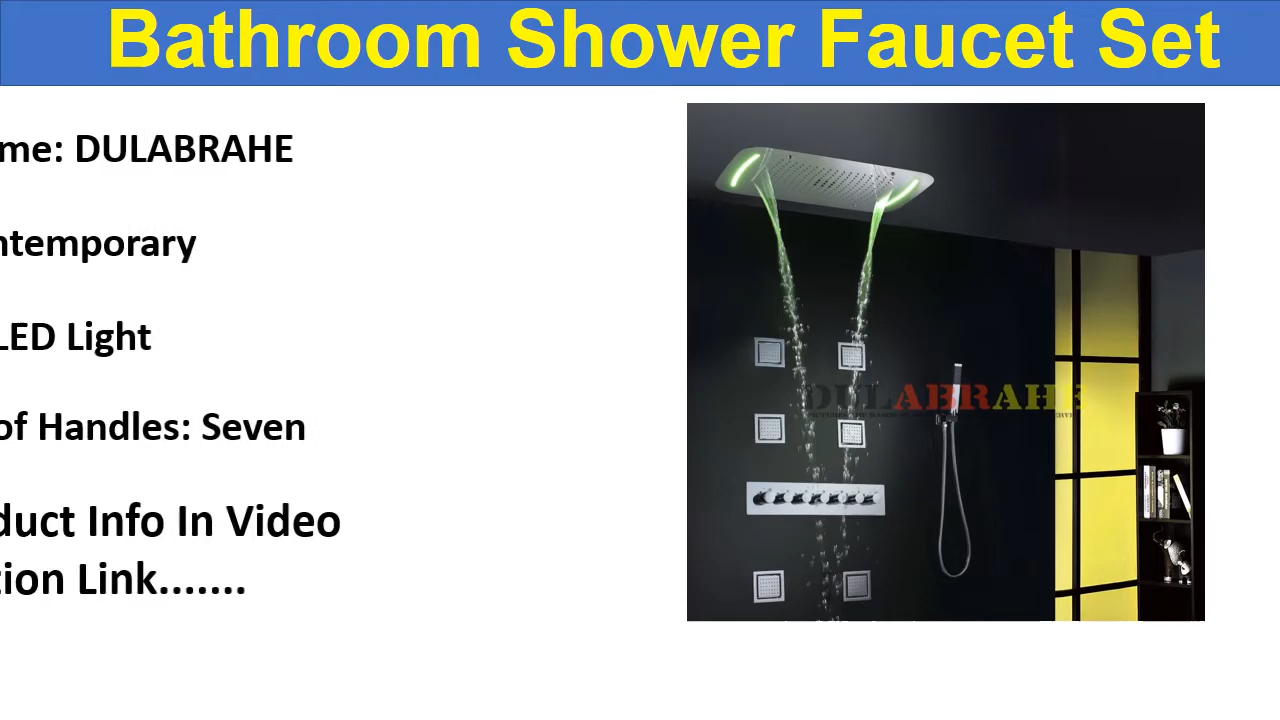 Bathroom Shower Faucet Set
me: DULABRAHE
ntemporary
LED Light
of Handles: Seven
duct Info In Video
tion Link.......
DULABRAHE